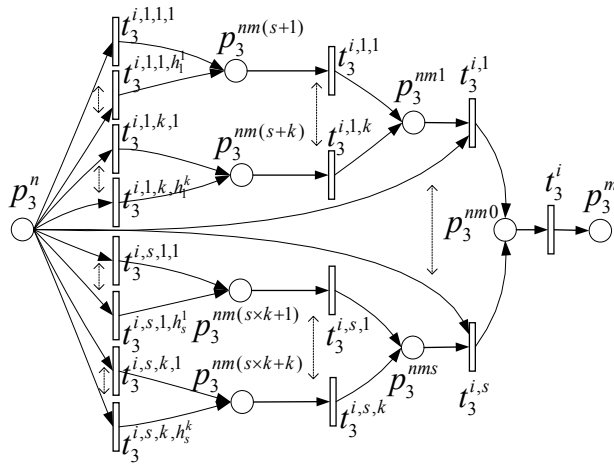 t_3^{i,1,1,1}
t_3^{i,1,1,h_1^1}
p_3^{nm(s+1)}
t_3^{i,1,1}
p_3^{nm1}
t_3^{i,1}
t_3^{i,1,k,1}
p_3^{nm(s+k)}
t_3^{i,1,k}
t_3^{i,1,k,h_1^k}
p_3^n
p_3^{nm0}
t_3^i
p_3^m
t_3^{i,s,1,1}
t_3^{i,s,1,h_s^1}
p_3^{nm(s×k+1)}
t_3^{i,s,1}
p_3^{nms}
t_3^{i,s}
t_3^{i,s,k,1}
p_3^{nm(s×k+k)}
t_3^{i,s,k}
t_3^{i,s,k,h_s^k}